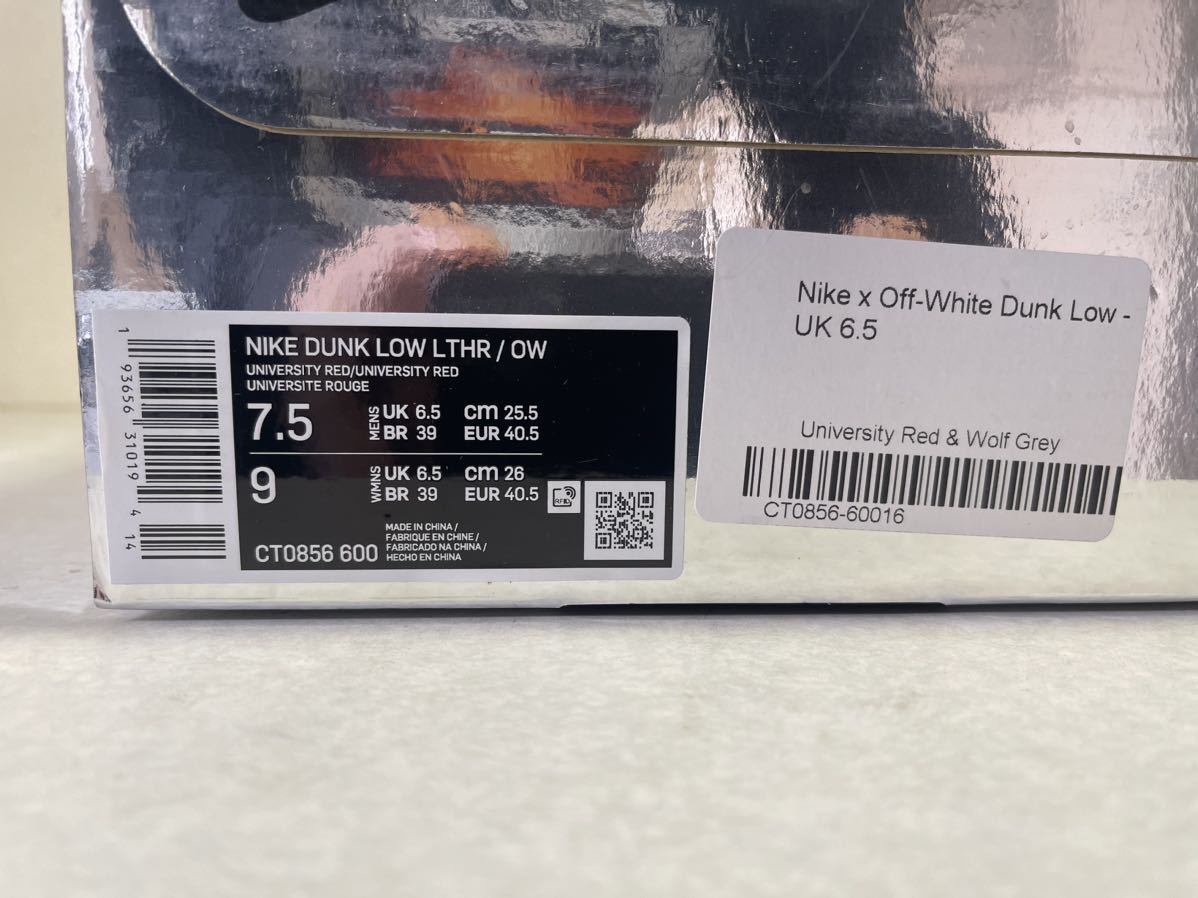 NIKE DUNK LOW LTHR / OW
UNIVERSITY RED/UNIVERSITY RED
UNIVERSITE ROUGE
7.5 MENS UK 6.5 cm 25.5
BR 39 EUR 40.5
9 WMNS UK 6.5 cm 26
BR 39 EUR 40.5
RFID
MADE IN CHINA /
FABRIQUE EN CHINE /
FABRICADO NA CHINA /
HECHO EN CHINA
CT0856 600
1 93656 31019 4 14
Nike x Off-White Dunk Low -
UK 6.5
University Red & Wolf Grey
CT0856-60016